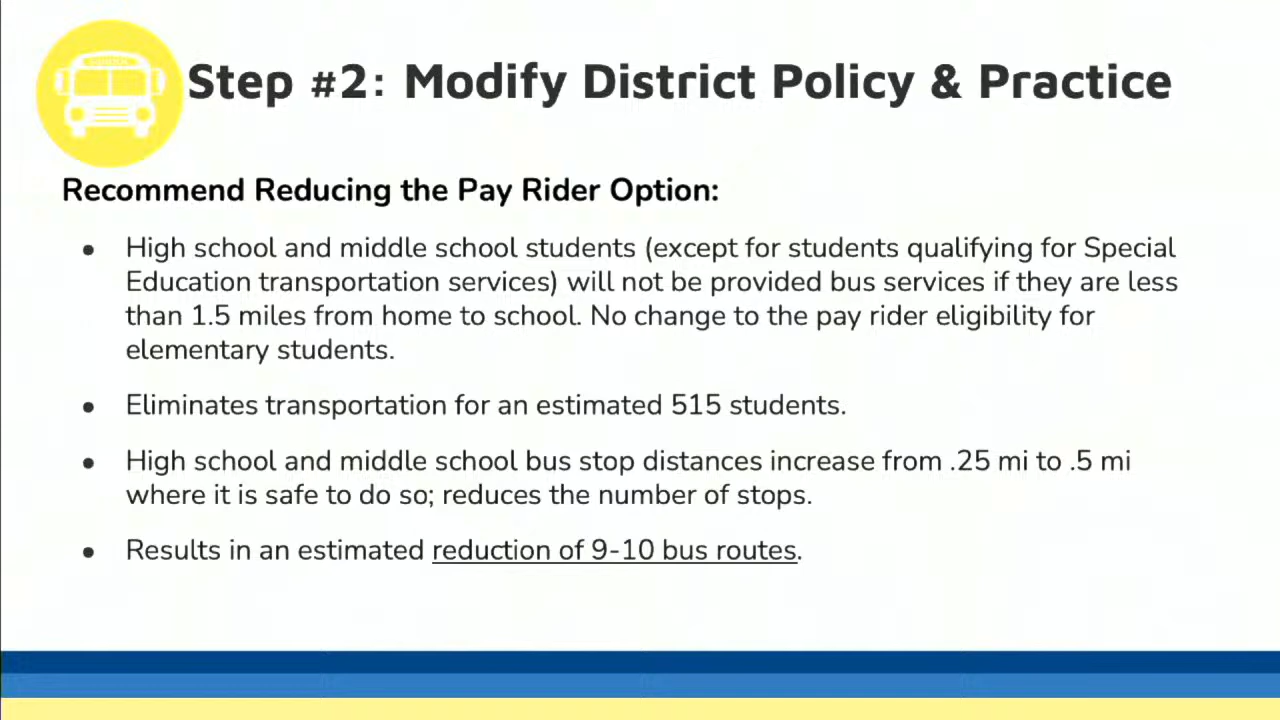 Step #2: Modify District Policy & Practice
Recommend Reducing the Pay Rider Option:
● High school and middle school students (except for students qualifying for Special
Education transportation services) will not be provided bus services if they are less
than 1.5 miles from home to school. No change to the pay rider eligibility for
elementary students.
● Eliminates transportation for an estimated 515 students.
● High school and middle school bus stop distances increase from .25 mi to .5 mi
where it is safe to do so; reduces the number of stops.
● Results in an estimated reduction of 9-10 bus routes.